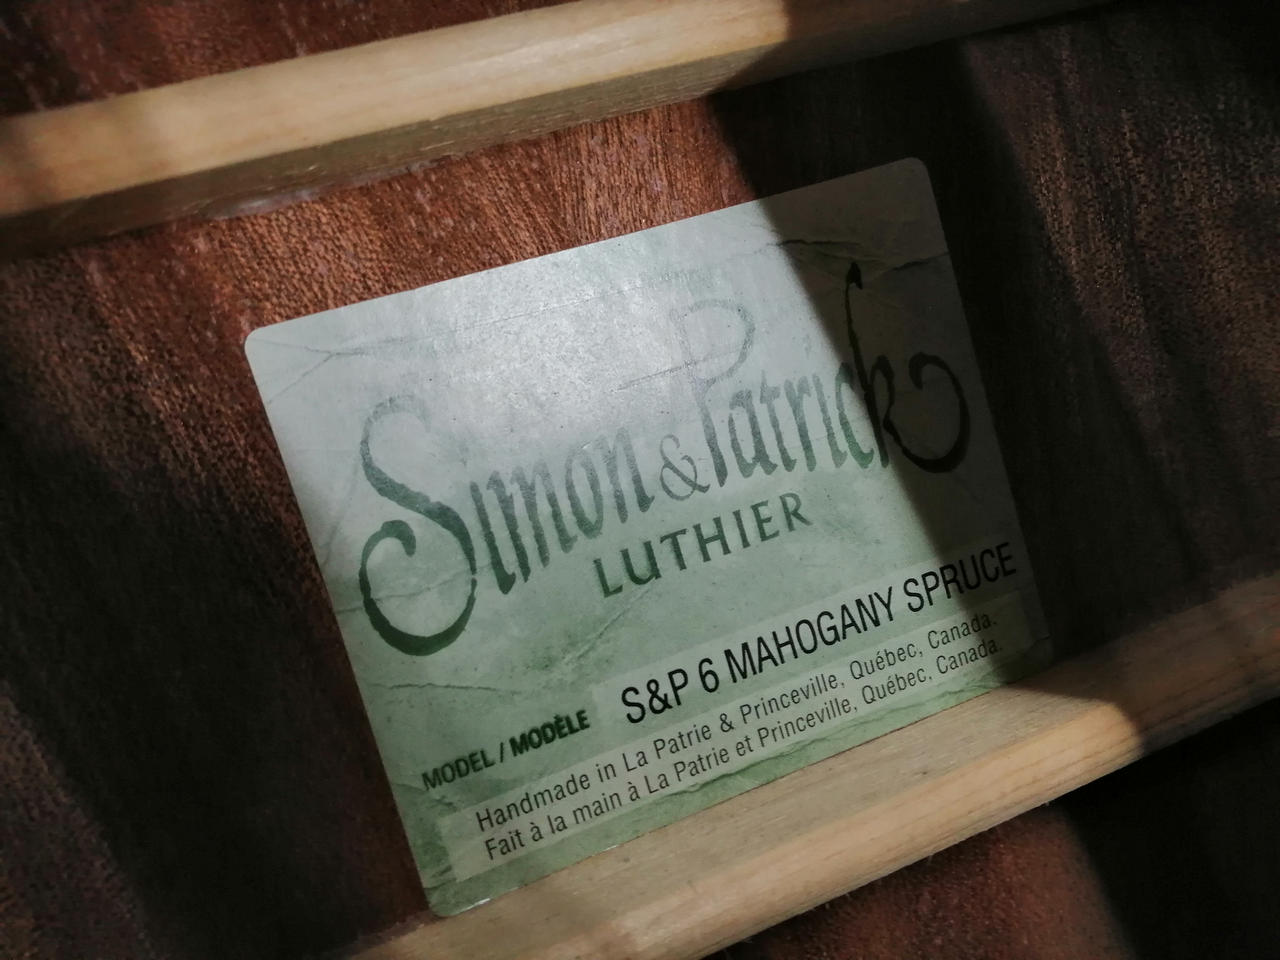 Simon & Patrick
LUTHIER
MODEL / MODÈLE S&P 6 MAHOGANY SPRUCE
Handmade in La Patrie & Princeville, Québec, Canada.
Fait à la main à La Patrie et Princeville, Québec, Canada.